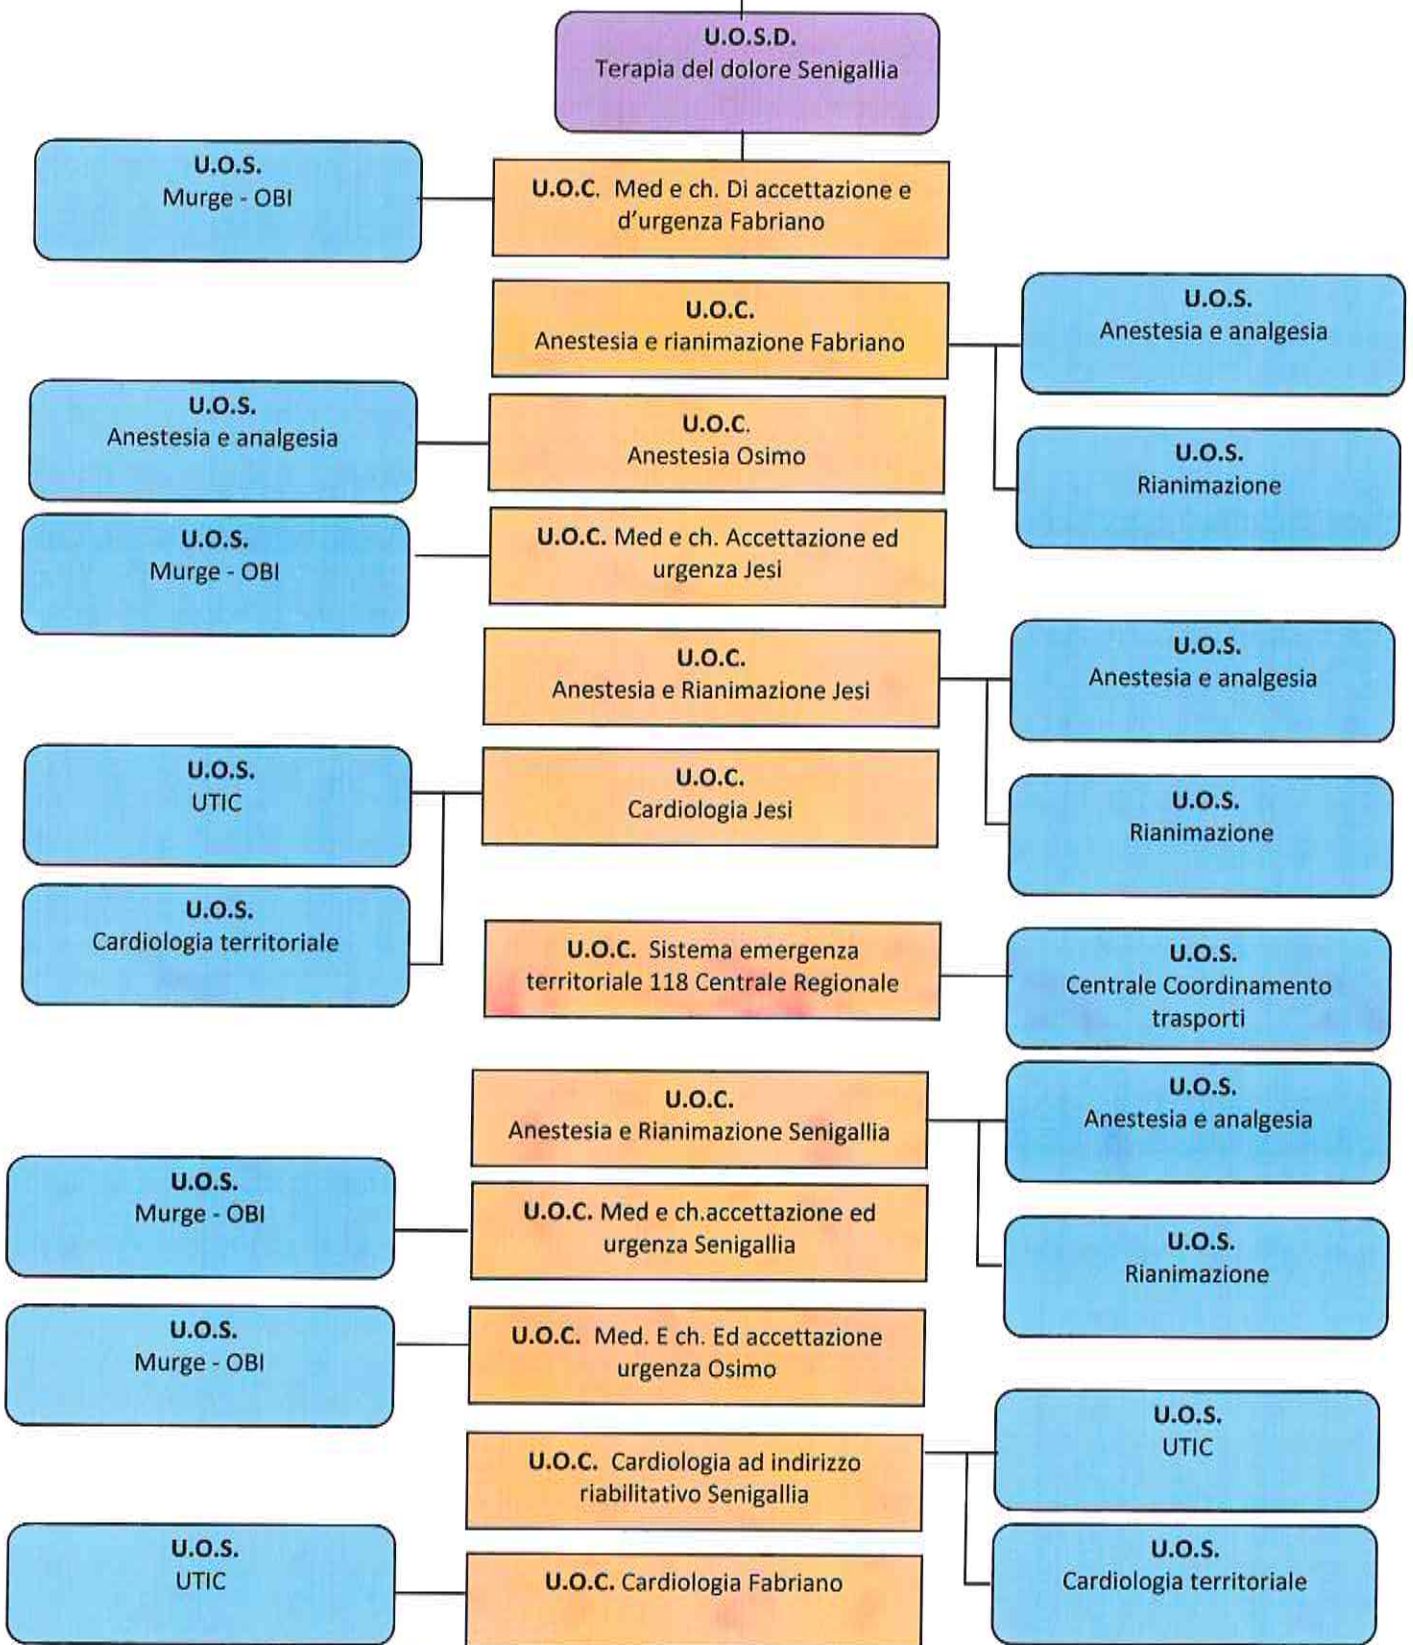 U.O.S.D.
Terapia del dolore Senigallia
U.O.S.
Murge - OBI
U.O.C. Med e ch. Di accettazione e
d'urgenza Fabriano
U.O.C.
Anestesia e rianimazione Fabriano
U.O.S.
Anestesia e analgesia
U.O.S.
Rianimazione
U.O.S.
Anestesia e analgesia
U.O.C.
Anestesia Osimo
U.O.S.
Murge - OBI
U.O.C. Med e ch. Accettazione ed
urgenza Jesi
U.O.C.
Anestesia e Rianimazione Jesi
U.O.S.
Anestesia e analgesia
U.O.S.
Rianimazione
U.O.S.
UTIC
U.O.C.
Cardiologia Jesi
U.O.S.
Cardiologia territoriale
U.O.C. Sistema emergenza
territoriale 118 Centrale Regionale
U.O.S.
Centrale Coordinamento
trasporti
U.O.C.
Anestesia e Rianimazione Senigallia
U.O.S.
Anestesia e analgesia
U.O.S.
Rianimazione
U.O.S.
Murge - OBI
U.O.C. Med e ch.accettazione ed
urgenza Senigallia
U.O.S.
Murge - OBI
U.O.C. Med. E ch. Ed accettazione
urgenza Osimo
U.O.C. Cardiologia ad indirizzo
riabilitativo Senigallia
U.O.S.
UTIC
U.O.S.
Cardiologia territoriale
U.O.S.
UTIC
U.O.C. Cardiologia Fabriano